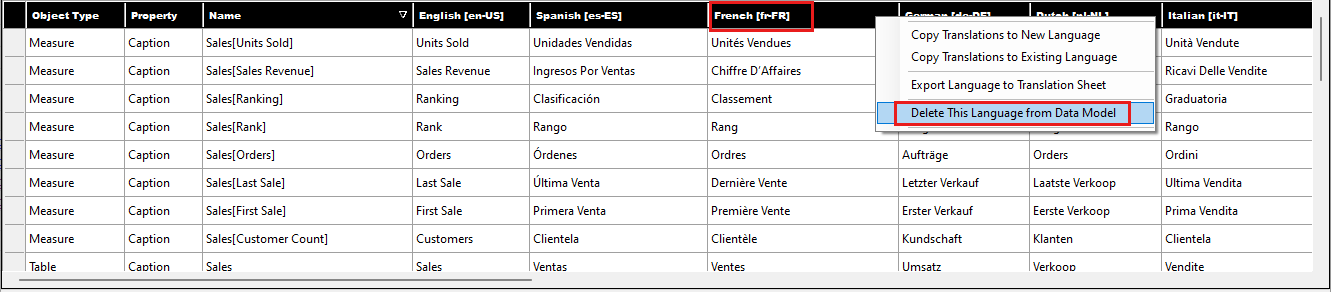 Object Type Property Name English [en-US] Spanish [es-ES] French [fr-FR] German [de-DE] Dutch [nl-NL] Italian [it-IT]
Measure Caption Sales[Units Sold] Units Sold Unidades Vendidas Unités Vendues Unità Vendute
Measure Caption Sales[Sales Revenue] Sales Revenue Ingresos Por Ventas Chiffre D'Affaires Ricavi Delle Vendite
Measure Caption Sales[Ranking] Ranking Clasificación Classement Graduatoria
Measure Caption Sales[Rank] Rank Rango Rang Rango
Measure Caption Sales[Orders] Orders Órdenes Ordres Aufträge Orders Ordini
Measure Caption Sales[Last Sale] Last Sale Última Venta Dernière Vente Letzter Verkauf Laatste Verkoop Ultima Vendita
Measure Caption Sales[First Sale] First Sale Primera Venta Première Vente Erster Verkauf Eerste Verkoop Prima Vendita
Measure Caption Sales[Customer Count] Customers Clientela Clientèle Kundschaft Klanten Clientela
Table Caption Sales Sales Ventas Ventes Umsatz Verkoop Vendite
Copy Translations to New Language
Copy Translations to Existing Language
Export Language to Translation Sheet
Delete This Language from Data Model